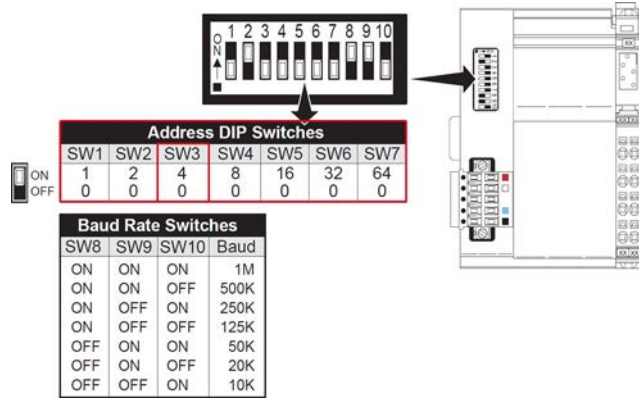 1 2 3 4 5 6 7 8 9 10
ON
Address DIP Switches
SW1 SW2 SW3 SW4 SW5 SW6 SW7
ON 1 2 4 8 16 32 64
OFF 0 0 0 0 0 0 0
Baud Rate Switches
SW8 SW9 SW10 Baud
ON ON ON 1M
ON ON OFF 500K
ON OFF ON 250K
ON OFF OFF 125K
OFF ON ON 50K
OFF ON OFF 20K
OFF OFF ON 10K